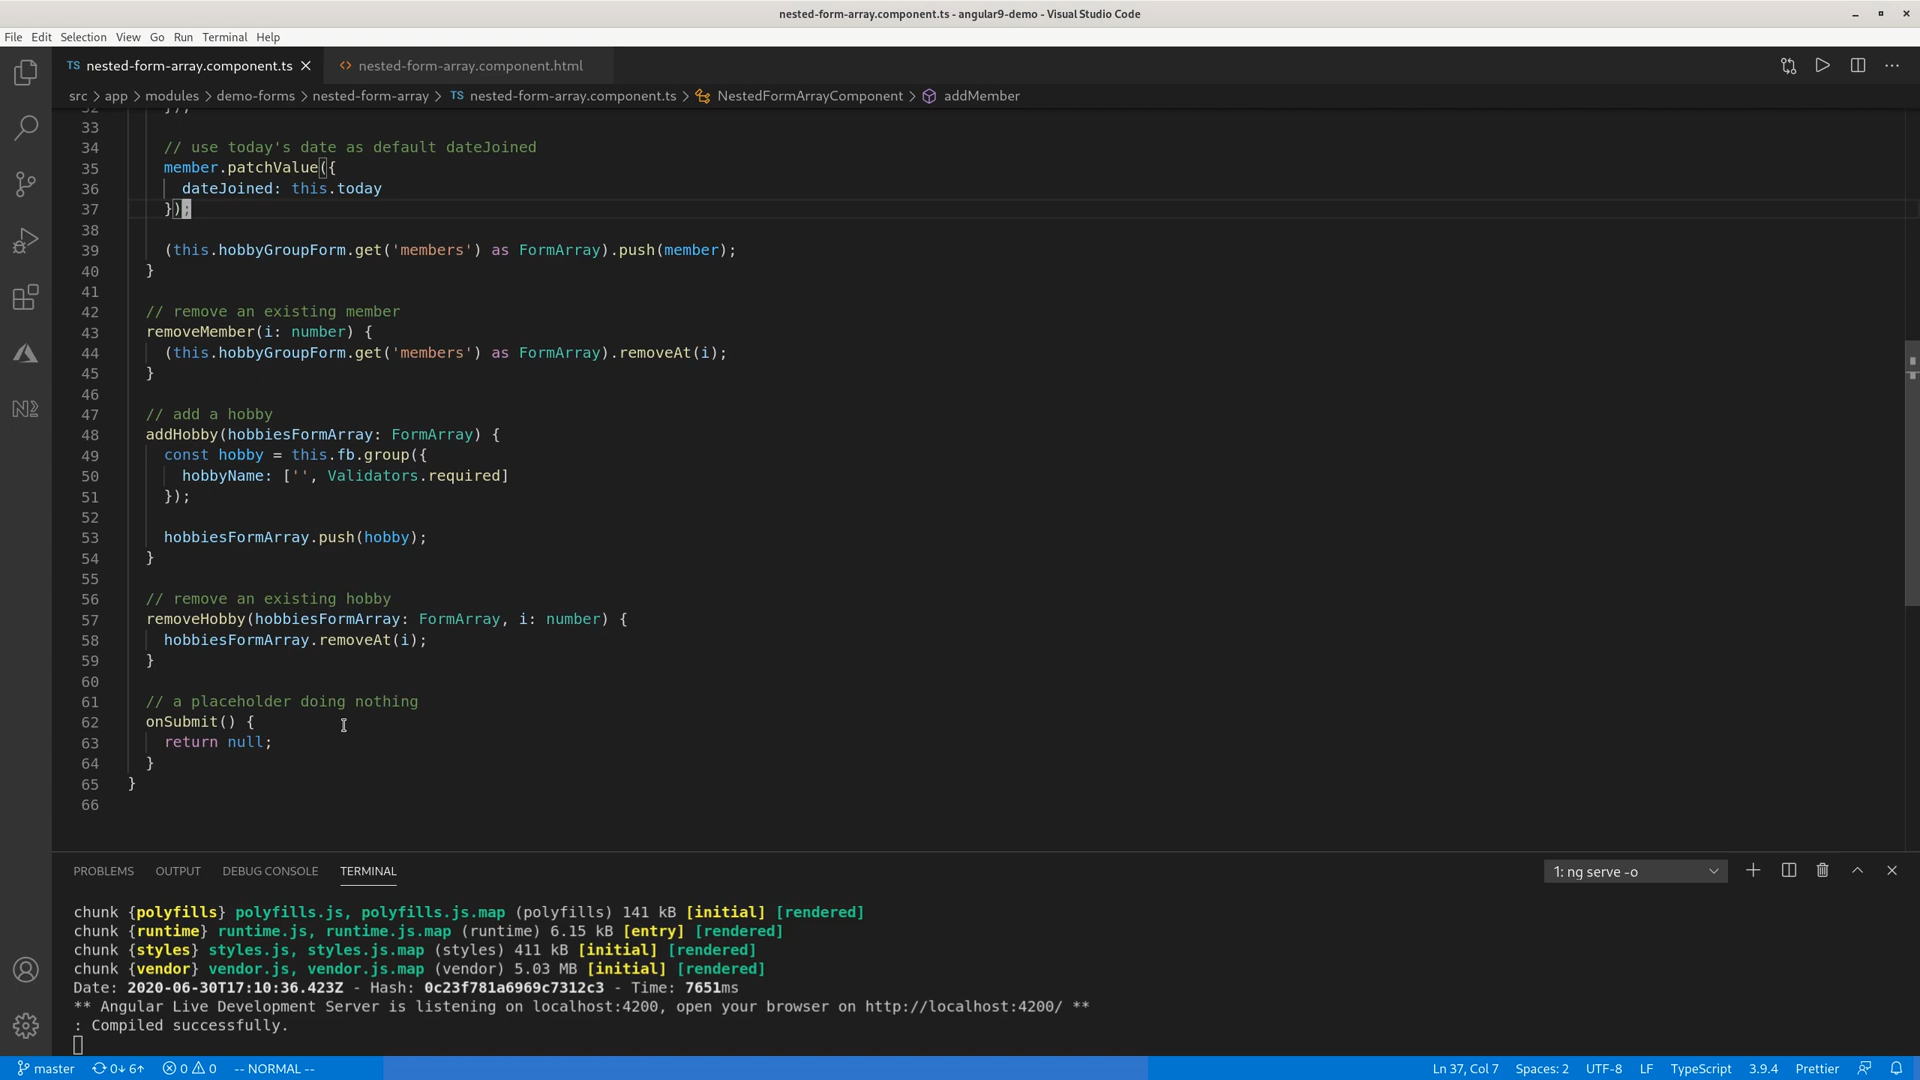 nested-form-array.component.ts - angular9-demo - Visual Studio Code
File Edit Selection View Go Run Terminal Help
TS nested-form-array.component.ts nested-form-array.component.html
src > app > modules > demo-forms > nested-form-array > TS nested-form-array.component.ts > NestedFormArrayComponent > addMember
32 });
33
34 // use today's date as default dateJoined
35 member.patchValue({
36 dateJoined: this.today
37 });
38
39 (this.hobbyGroupForm.get('members') as FormArray).push(member);
40 }
41
42 // remove an existing member
43 removeMember(i: number) {
44 (this.hobbyGroupForm.get('members') as FormArray).removeAt(i);
45 }
46
47 // add a hobby
48 addHobby(hobbiesFormArray: FormArray) {
49 const hobby = this.fb.group({
50 hobbyName: ['', Validators.required]
51 });
52
53 hobbiesFormArray.push(hobby);
54 }
55
56 // remove an existing hobby
57 removeHobby(hobbiesFormArray: FormArray, i: number) {
58 hobbiesFormArray.removeAt(i);
59 }
60
61 // a placeholder doing nothing
62 onSubmit() {
63 return null;
64 }
65 }
66
PROBLEMS OUTPUT DEBUG CONSOLE TERMINAL 1: ng serve -o
chunk {polyfills} polyfills.js, polyfills.js.map (polyfills) 141 kB [initial] [rendered]
chunk {runtime} runtime.js, runtime.js.map (runtime) 6.15 kB [entry] [rendered]
chunk {styles} styles.js, styles.js.map (styles) 411 kB [initial] [rendered]
chunk {vendor} vendor.js, vendor.js.map (vendor) 5.03 MB [initial] [rendered]
Date: 2020-06-30T17:10:36.423Z - Hash: 0c23f781a6969c7312c3 - Time: 7651ms
** Angular Live Development Server is listening on localhost:4200, open your browser on http://localhost:4200/ **
: Compiled successfully.
master 0↓ 6↑ 0 0 -- NORMAL -- Ln 37, Col 7 Spaces: 2 UTF-8 LF TypeScript 3.9.4 Prettier